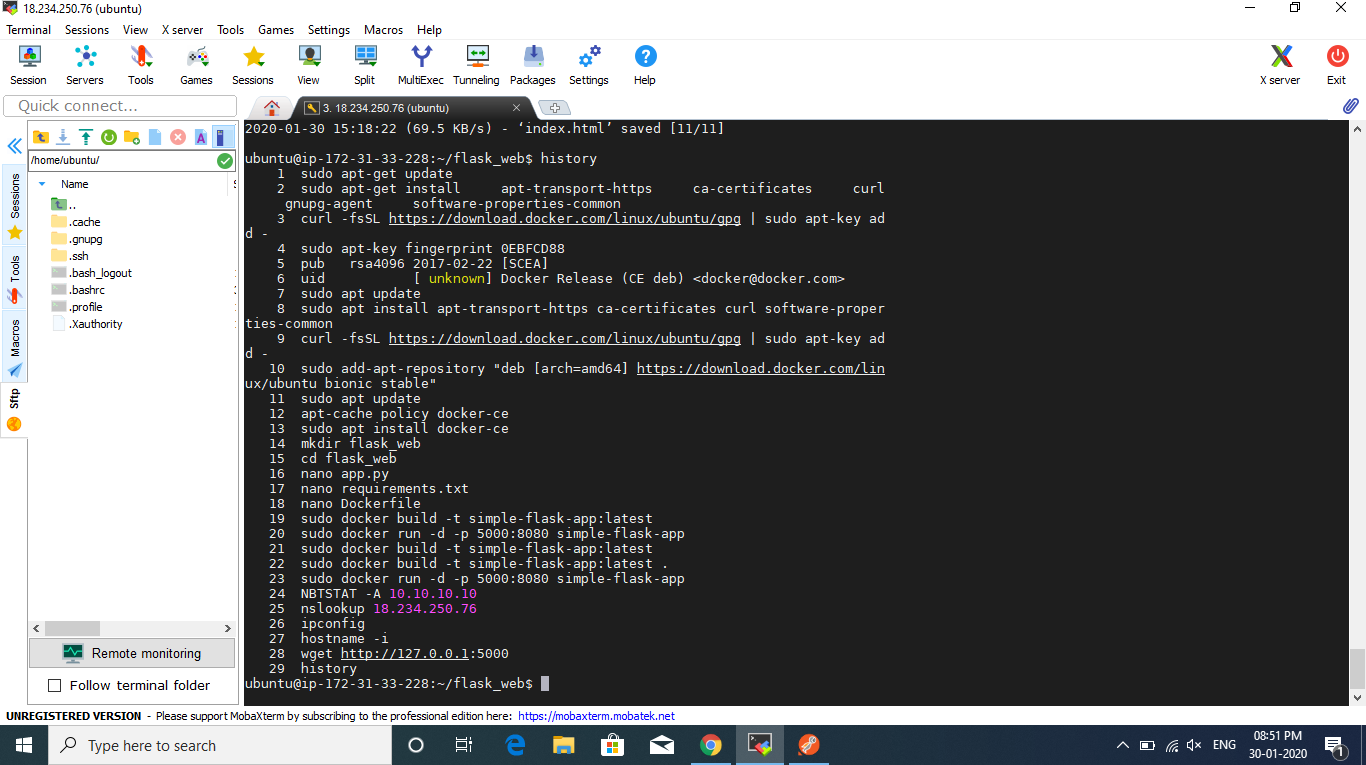 18.234.250.76 (ubuntu)
Terminal Sessions View X server Tools Games Settings Macros Help
Session Servers Tools Games Sessions View Split MultiExec Tunneling Packages Settings Help X server Exit
Quick connect...
3. 18.234.250.76 (ubuntu)
/home/ubuntu/
Name
..
.cache
.gnupg
.ssh
.bash_logout
.bashrc
.profile
.Xauthority
Sessions
Tools
Macros
Sftp
Remote monitoring
Follow terminal folder
2020-01-30 15:18:22 (69.5 KB/s) - ‘index.html’ saved [11/11]
ubuntu@ip-172-31-33-228:~/flask_web$ history
1 sudo apt-get update
2 sudo apt-get install apt-transport-https ca-certificates curl
gnupg-agent software-properties-common
3 curl -fsSL https://download.docker.com/linux/ubuntu/gpg | sudo apt-key ad
d -
4 sudo apt-key fingerprint 0EBFCD88
5 pub rsa4096 2017-02-22 [SCEA]
6 uid [ unknown] Docker Release (CE deb) <docker@docker.com>
7 sudo apt update
8 sudo apt install apt-transport-https ca-certificates curl software-proper
ties-common
9 curl -fsSL https://download.docker.com/linux/ubuntu/gpg | sudo apt-key ad
d -
10 sudo add-apt-repository "deb [arch=amd64] https://download.docker.com/lin
ux/ubuntu bionic stable"
11 sudo apt update
12 apt-cache policy docker-ce
13 sudo apt install docker-ce
14 mkdir flask_web
15 cd flask_web
16 nano app.py
17 nano requirements.txt
18 nano Dockerfile
19 sudo docker build -t simple-flask-app:latest
20 sudo docker run -d -p 5000:8080 simple-flask-app
21 sudo docker build -t simple-flask-app:latest
22 sudo docker build -t simple-flask-app:latest .
23 sudo docker run -d -p 5000:8080 simple-flask-app
24 NBTSTAT -A 10.10.10.10
25 nslookup 18.234.250.76
26 ipconfig
27 hostname -i
28 wget http://127.0.0.1:5000
29 history
ubuntu@ip-172-31-33-228:~/flask_web$
UNREGISTERED VERSION - Please support MobaXterm by subscribing to the professional edition here: https://mobaxterm.mobatek.net
Type here to search
ENG
08:51 PM
30-01-2020
1